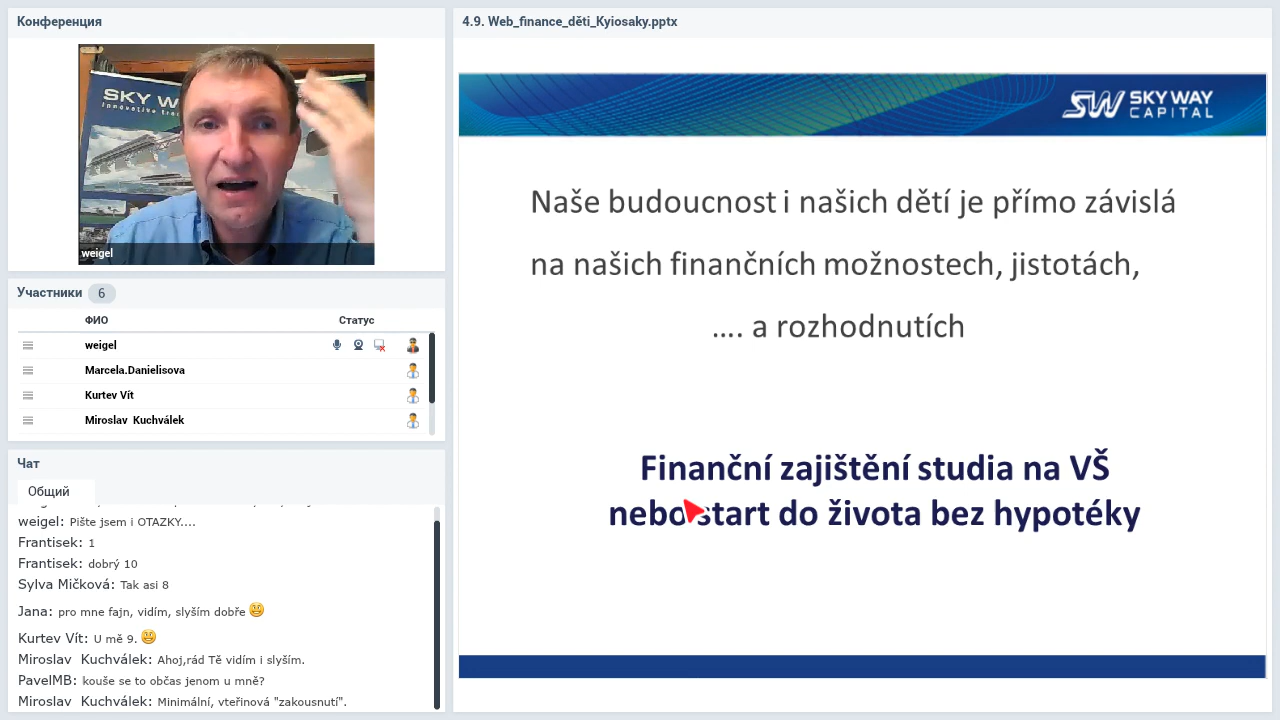 Конференция
SKY W
Innovative tra
weigel
Участники 6
ФИО Статус
weigel
Marcela.Danielisova
Kurtev Vít
Miroslav Kuchválek
Чат
Общий
weigel: Pište jsem i OTAZKY....
Frantisek: 1
Frantisek: dobrý 10
Sylva Mičková: Tak asi 8
Jana: pro mne fajn, vidím, slyším dobře
Kurtev Vít: U mě 9.
Miroslav Kuchválek: Ahoj,rád Tě vidím i slyším.
PavelMB: kouše se to občas jenom u mně?
Miroslav Kuchválek: Minimální, vteřinová "zakousnutí".
4.9. Web_finance_děti_Kyiosaky.pptx
SW SKY WAY
CAPITAL
Naše budoucnost i našich dětí je přímo závislá
na našich finančních možnostech, jistotách,
.... a rozhodnutích
Finanční zajištění studia na VŠ
nebo start do života bez hypotéky